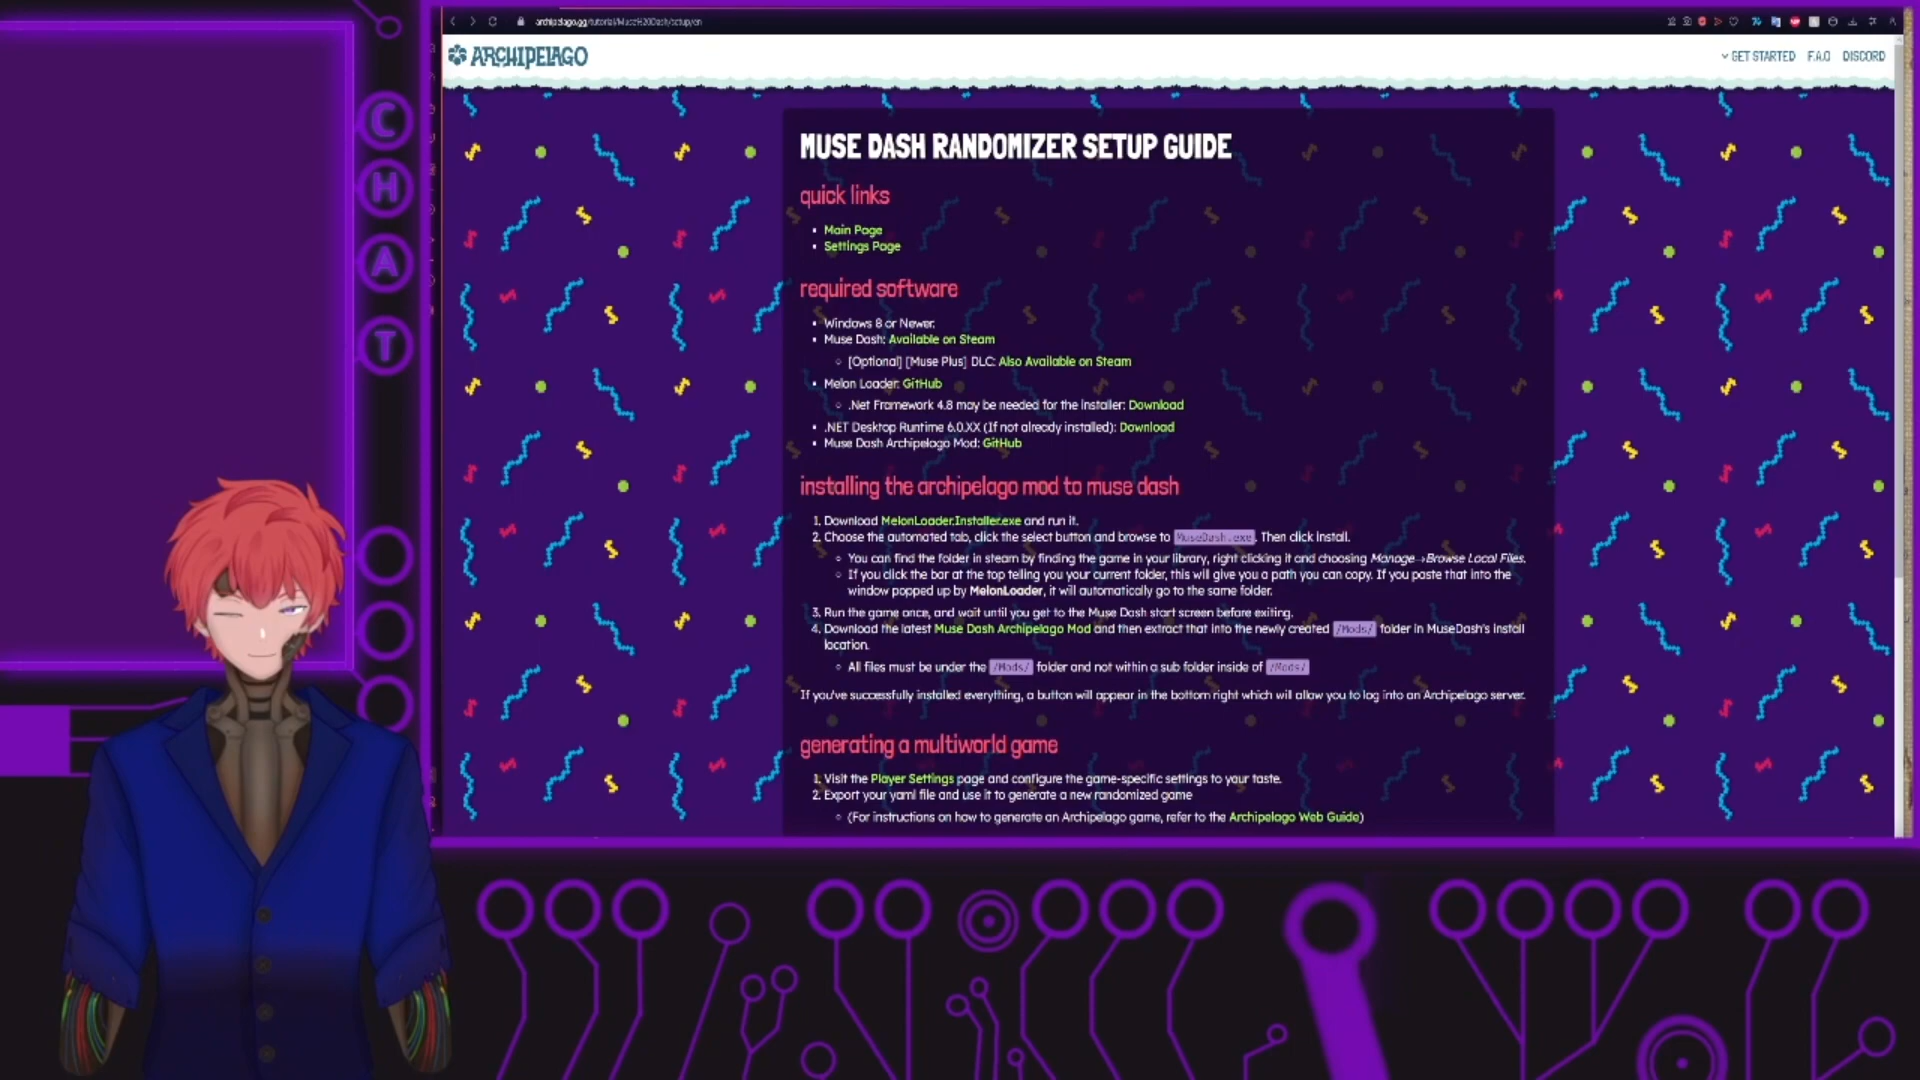 archipelago.gg/tutorial/Muse%20Dash/setup/en
ARCHIPELAGO
GET STARTED F.A.Q DISCORD
C
H
A
T
MUSE DASH RANDOMIZER SETUP GUIDE
quick links
Main Page
Settings Page
required software
Windows 8 or Newer.
Muse Dash: Available on Steam
[Optional] [Muse Plus] DLC: Also Available on Steam
Melon Loader: GitHub
.Net Framework 4.8 may be needed for the installer: Download
.NET Desktop Runtime 6.0.XX (If not already installed): Download
Muse Dash Archipelago Mod: GitHub
installing the archipelago mod to muse dash
1. Download MelonLoader.Installer.exe and run it.
2. Choose the automated tab, click the select button and browse to MuseDash.exe. Then click install.
You can find the folder in steam by finding the game in your library, right clicking it and choosing Manage→Browse Local Files.
If you click the bar at the top telling you your current folder, this will give you a path you can copy. If you paste that into the
window popped up by MelonLoader, it will automatically go to the same folder.
3. Run the game once, and wait until you get to the Muse Dash start screen before exiting.
4. Download the latest Muse Dash Archipelago Mod and then extract that into the newly created /Mods/ folder in MuseDash's install
location.
All files must be under the /Mods/ folder and not within a sub folder inside of /Mods/
If you've successfully installed everything, a button will appear in the bottom right which will allow you to log into an Archipelago server.
generating a multiworld game
1. Visit the Player Settings page and configure the game-specific settings to your taste.
2. Export your yaml file and use it to generate a new randomized game
(For instructions on how to generate an Archipelago game, refer to the Archipelago Web Guide)